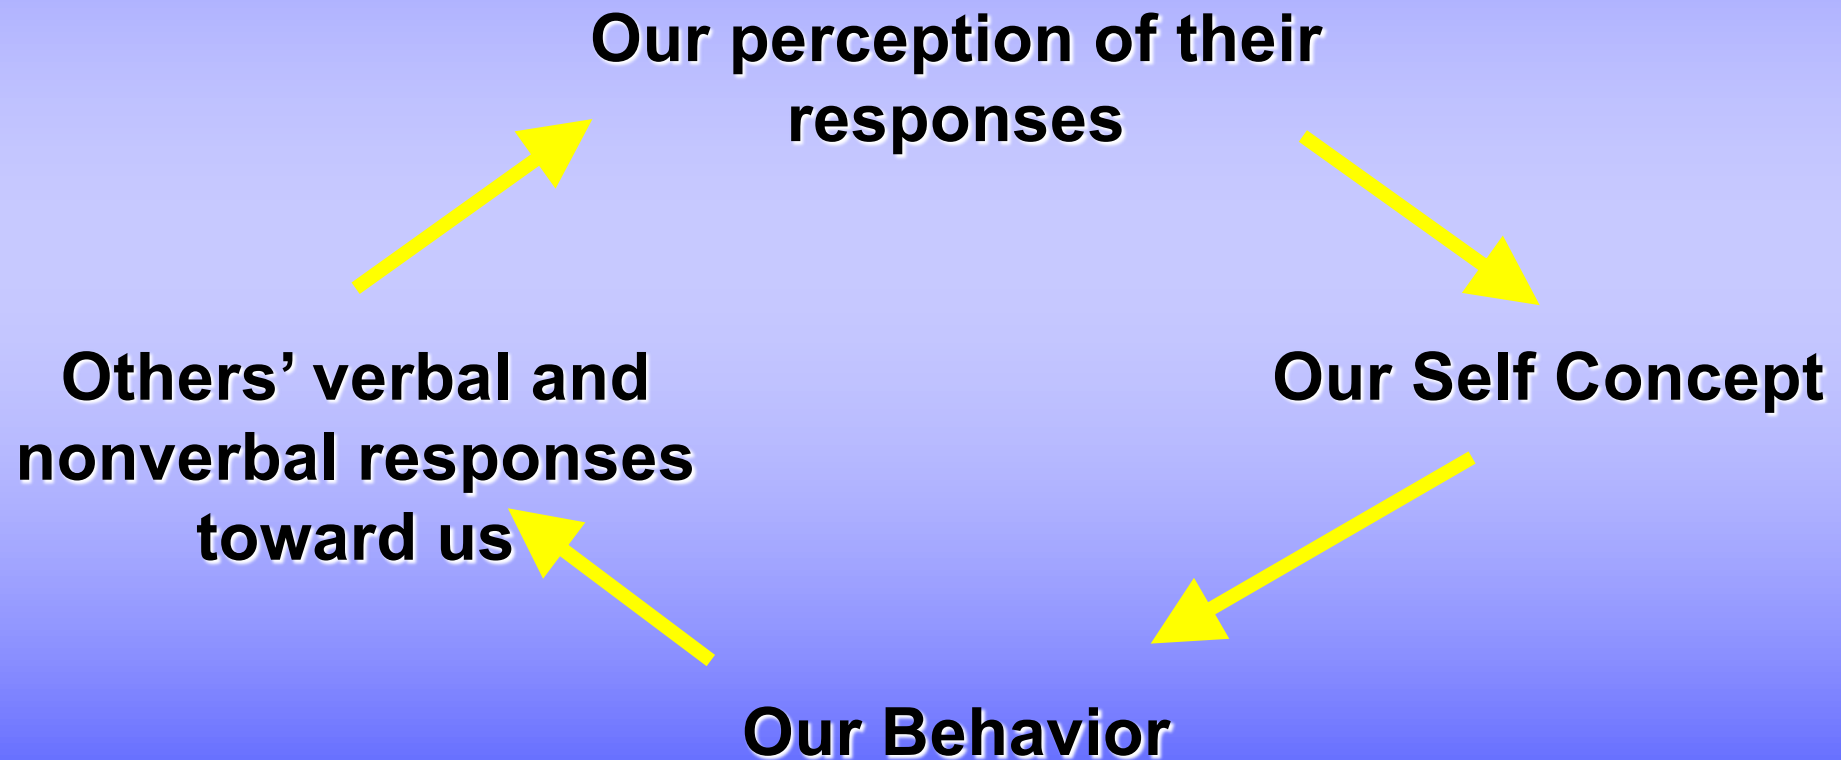 Our perception of their
responses
Others’ verbal and
nonverbal responses
toward us
Our Self Concept
Our Behavior